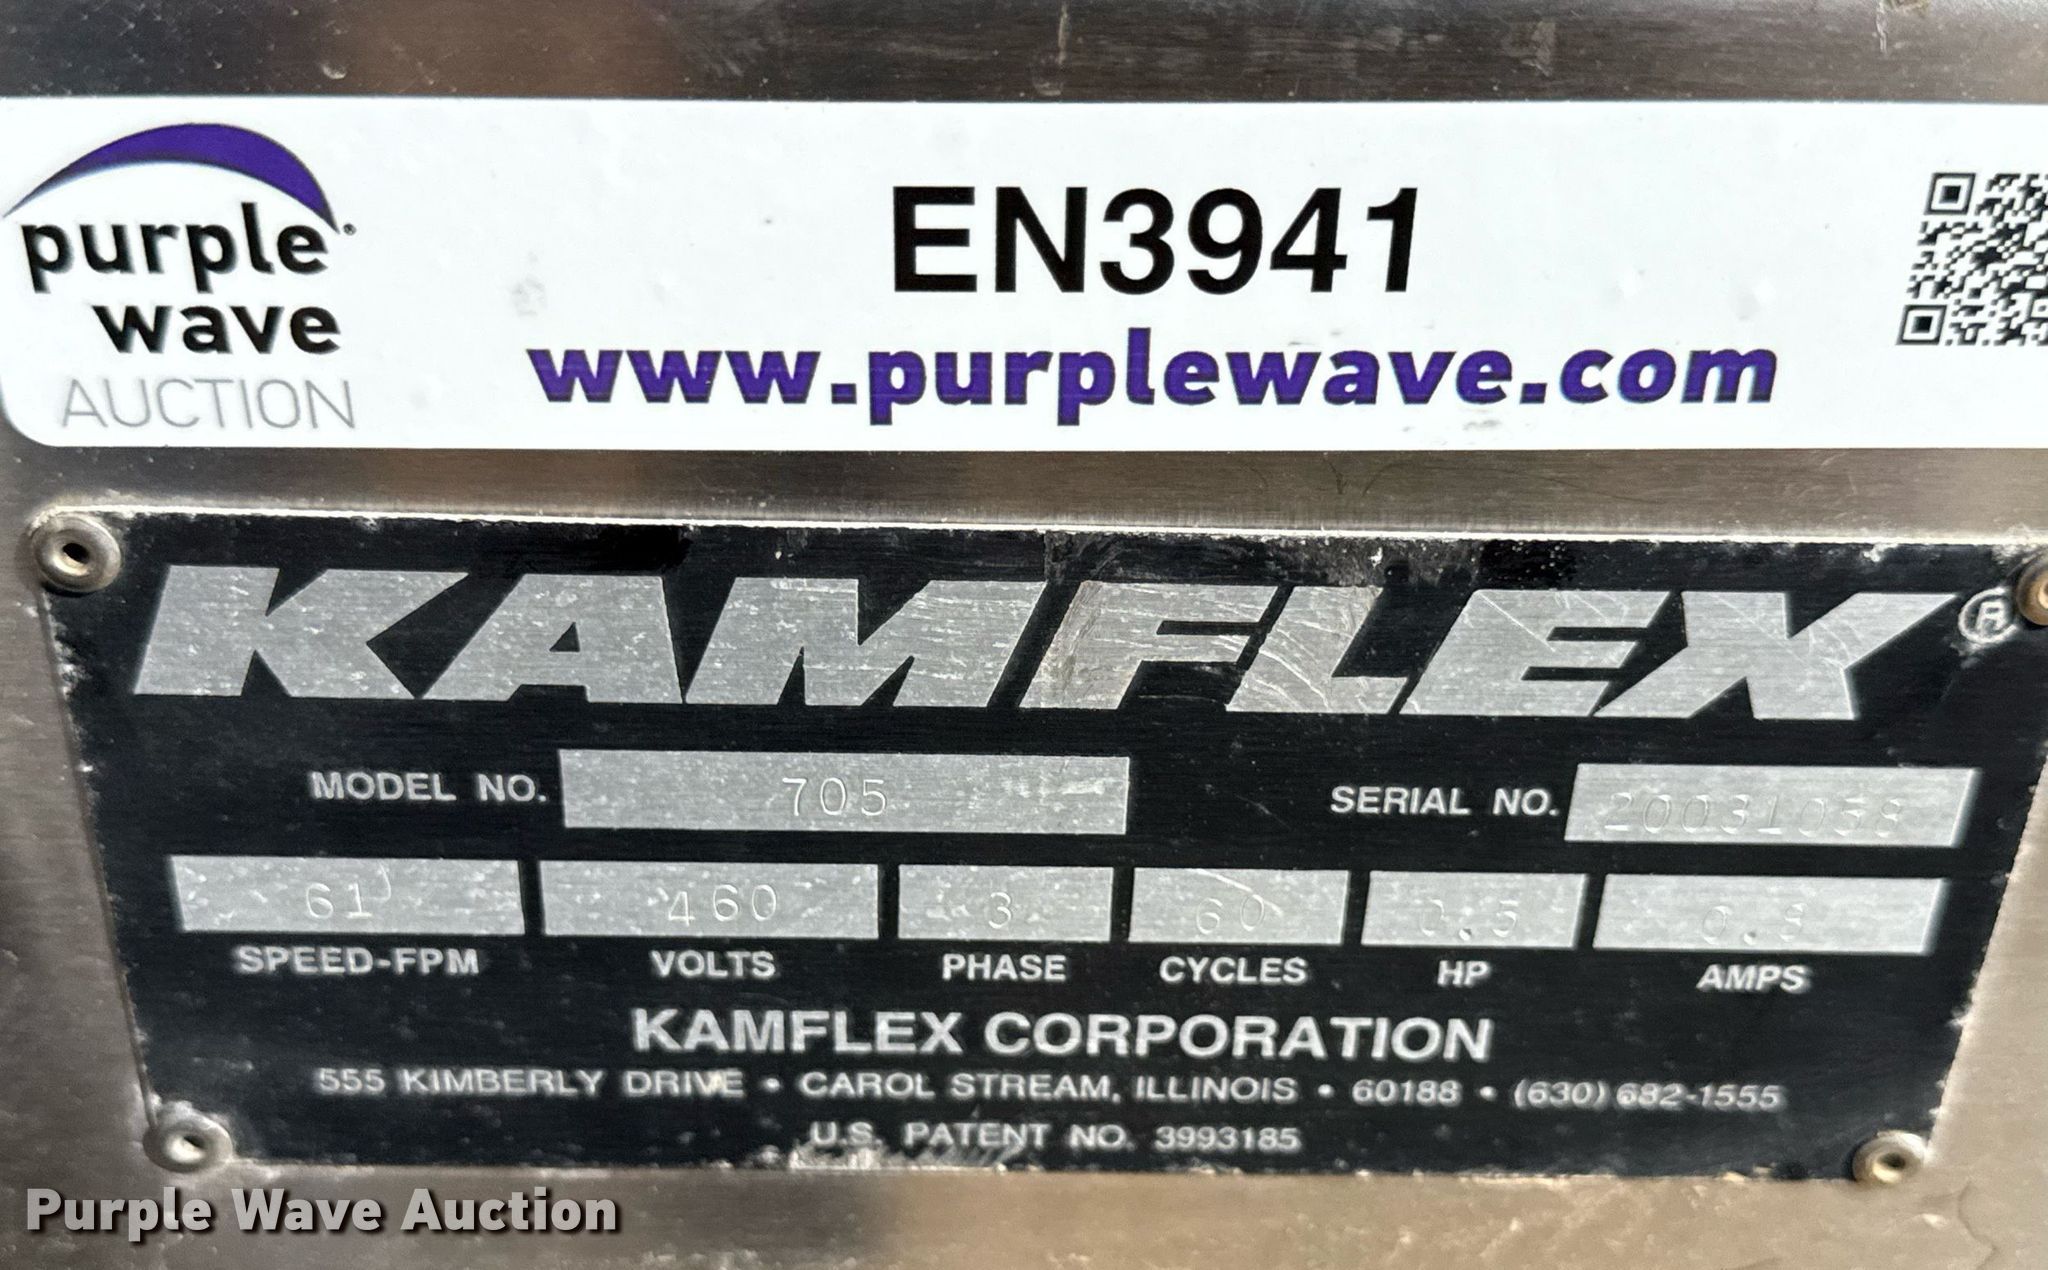 purple
wave
AUCTION
EN3941
www.purplewave.com
KAMFLEX®
MODEL NO. 705 SERIAL NO.
61 460 3 60
SPEED-FPM VOLTS PHASE CYCLES HP AMPS
KAMFLEX CORPORATION
555 KIMBERLY DRIVE • CAROL STREAM, ILLINOIS • 60188 • (630) 682-1555
U.S. PATENT NO. 3993185
Purple Wave Auction